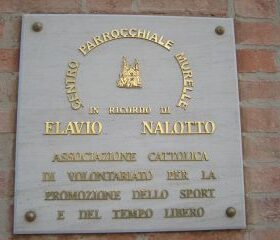 CENTRO PARROCCHIALE MURELLE
IN RICORDO DI
FLAVIO NALOTTO
ASSOCIAZIONE CATTOLICA
DI VOLONTARIATO PER LA
PROMOZIONE DELLO SPORT
E DEL TEMPO LIBERO